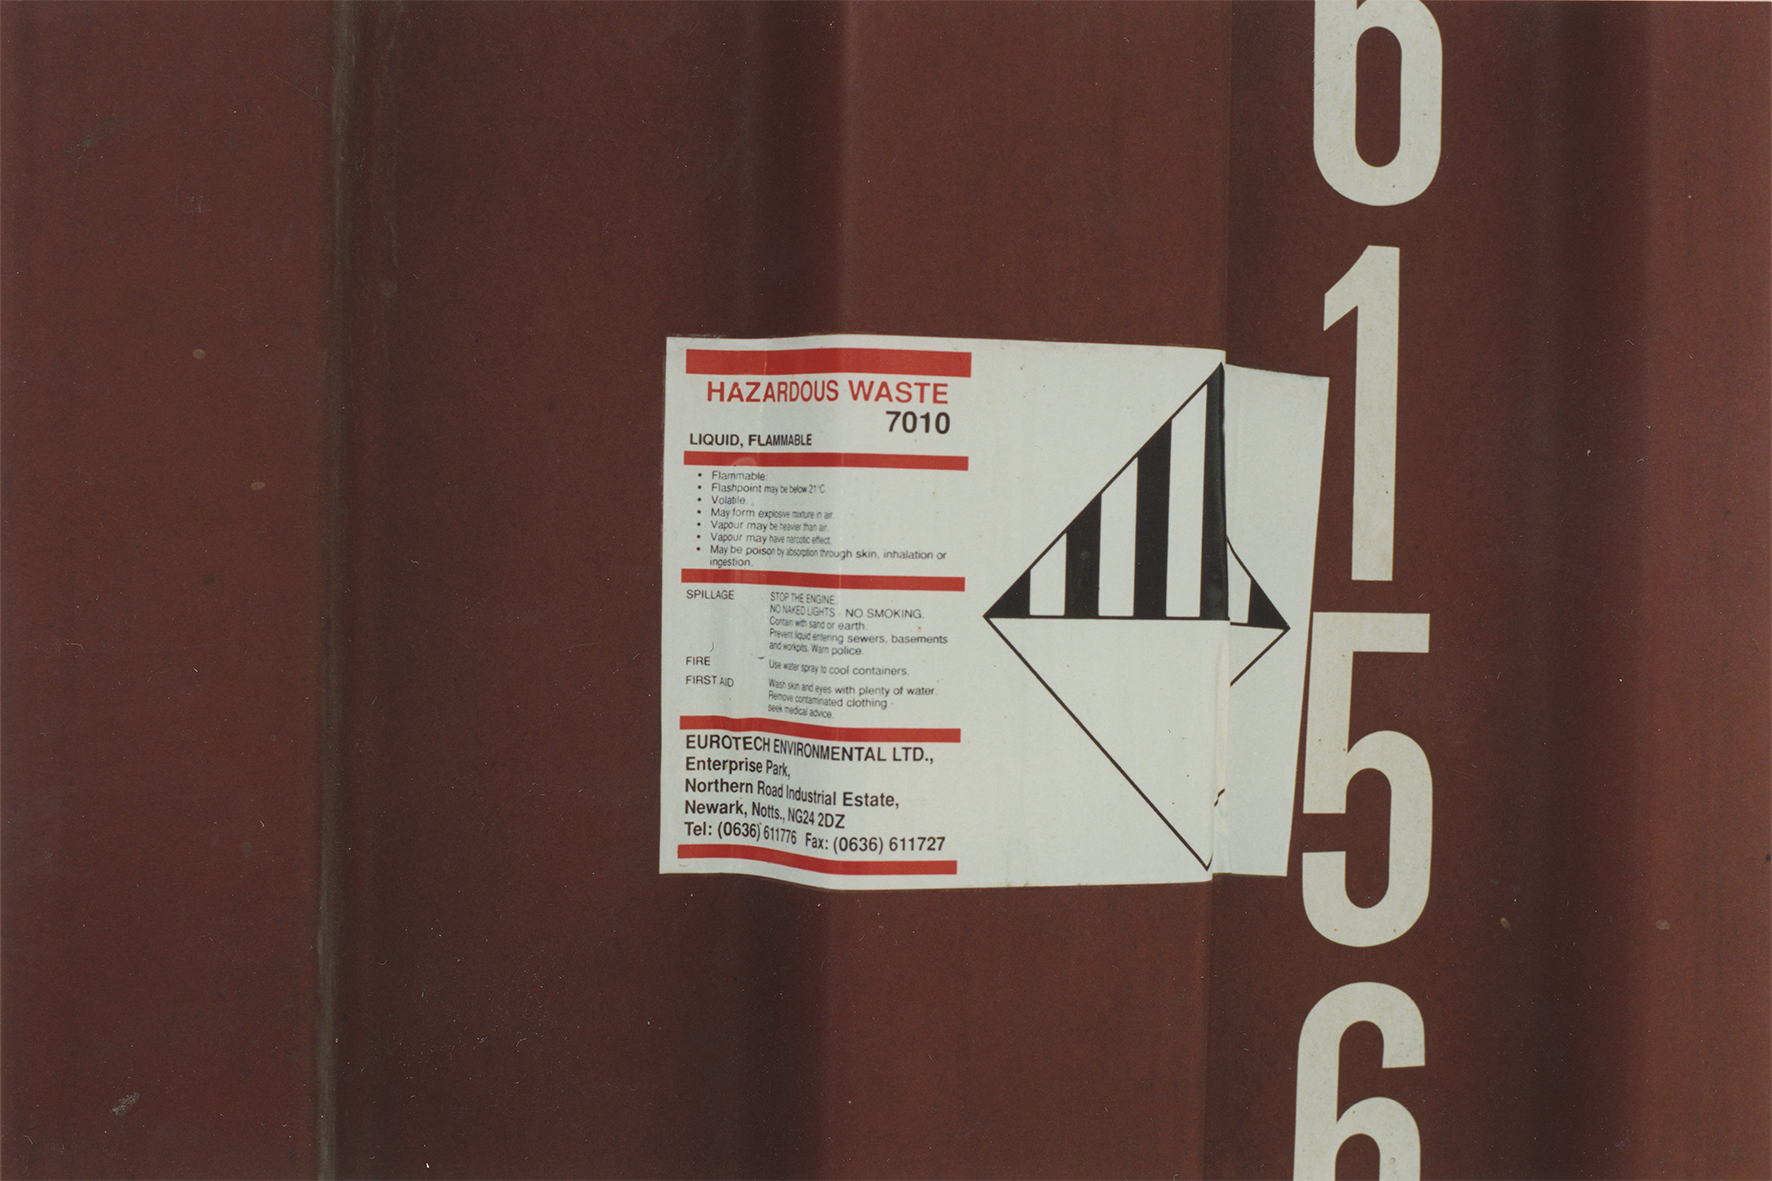 HAZARDOUS WASTE
7010
LIQUID, FLAMMABLE
• Flammable.
• Flashpoint may be below 21°C.
• Volatile.
• May form explosive mixture in air.
• Vapour may be heavier than air.
• Vapour may have narcotic effect.
• May be poison by absorption through skin, inhalation or
ingestion.
SPILLAGE STOP THE ENGINE.
NO NAKED LIGHTS - NO SMOKING.
Contain with sand or earth.
Prevent liquid entering sewers, basements
and workpits. Warn police.
FIRE Use water spray to cool containers.
FIRST AID Wash skin and eyes with plenty of water.
Remove contaminated clothing -
seek medical advice.
EUROTECH ENVIRONMENTAL LTD.,
Enterprise Park,
Northern Road Industrial Estate,
Newark, Notts., NG24 2DZ
Tel: (0636) 611776 Fax: (0636) 611727
6
1
5
6